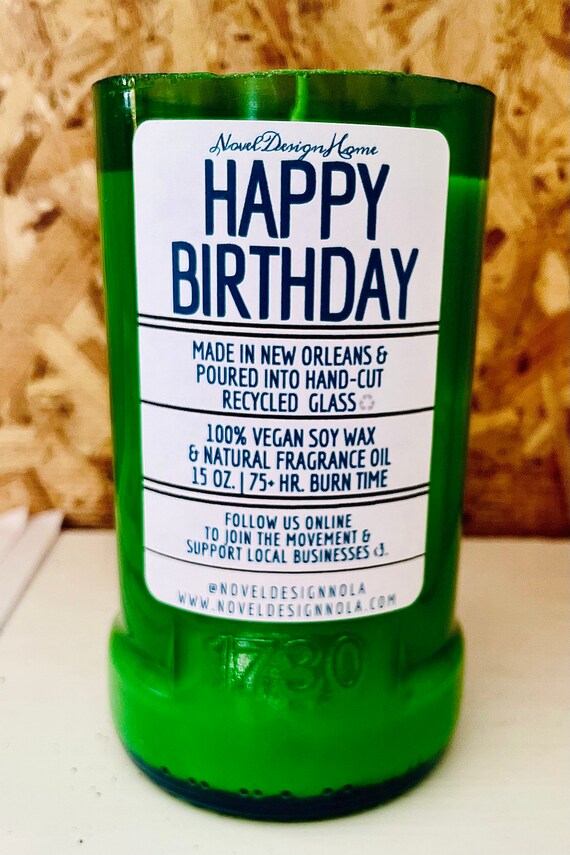 NovelDesignHome
HAPPY
BIRTHDAY
MADE IN NEW ORLEANS &
POURED INTO HAND-CUT
RECYCLED GLASS♲
100% VEGAN SOY WAX
& NATURAL FRAGRANCE OIL
15 OZ. | 75+ HR. BURN TIME
FOLLOW US ONLINE
TO JOIN THE MOVEMENT &
SUPPORT LOCAL BUSINESSES <3.
@NOVELDESIGNNOLA
WWW.NOVELDESIGNNOLA.COM
1730